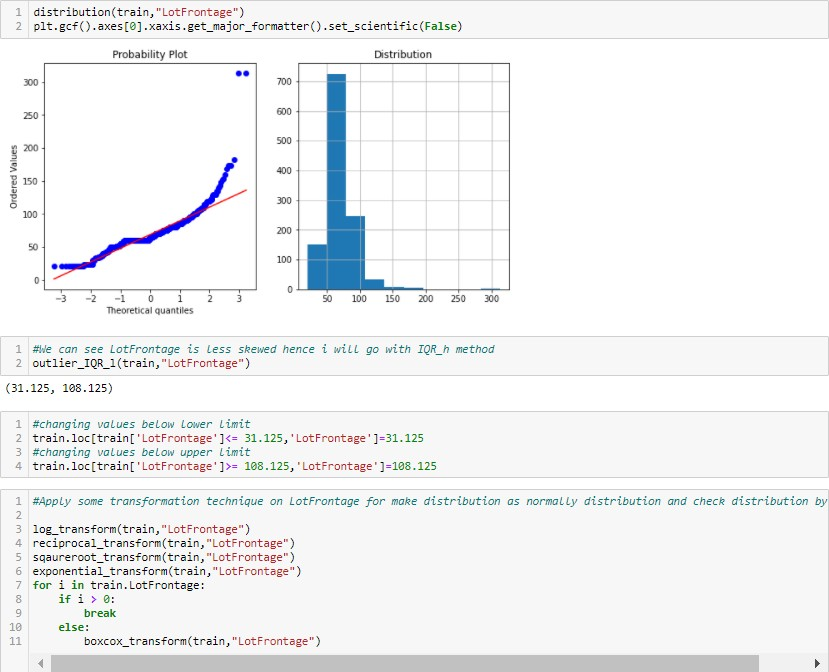 1 distribution(train,"LotFrontage")
2 plt.gcf().axes[0].xaxis.get_major_formatter().set_scientific(False)
Probability Plot
Distribution
300
250
200
150
100
50
0
Ordered Values
−3 −2 −1 0 1 2 3
Theoretical quantiles
700
600
500
400
300
200
100
0
50 100 150 200 250 300
1 #We can see LotFrontage is less skewed hence i will go with IQR_h method
2 outlier_IQR_l(train,"LotFrontage")
(31.125, 108.125)
1 #changing values below lower limit
2 train.loc[train['LotFrontage']<= 31.125,'LotFrontage']=31.125
3 #changing values below upper limit
4 train.loc[train['LotFrontage']>= 108.125,'LotFrontage']=108.125
1 #Apply some transformation technique on LotFrontage for make distribution as normally distribution and check distribution by
2
3 log_transform(train,"LotFrontage")
4 reciprocal_transform(train,"LotFrontage")
5 sqaureroot_transform(train,"LotFrontage")
6 exponential_transform(train,"LotFrontage")
7 for i in train.LotFrontage:
8 if i > 0:
9 break
10 else:
11 boxcox_transform(train,"LotFrontage")